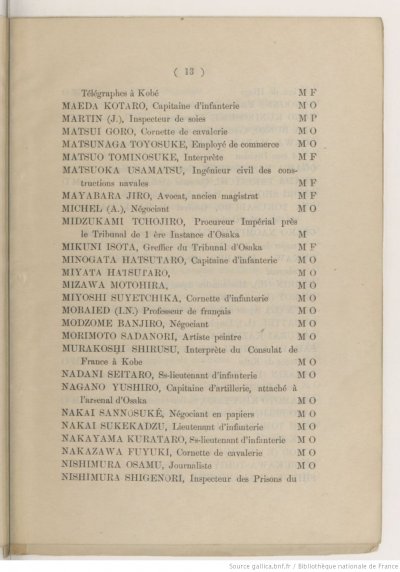 ( 13 )
Télégraphes à Kobé M F
MAEDA KOTARO, Capitaine d'infanterie M O
MARTIN (J.), Inspecteur de soies M P
MATSUI GORO, Cornette de cavalerie M O
MATSUNAGA TOYOSUKE, Employé de commerce M O
MATSUO TOMINOSUKE, Interprète M F
MATSUOKA USAMATSU, Ingénieur civil des cons-
tructions navales M F
MAYABARA JIRO, Avocat, ancien magistrat M F
MICHEL (A.), Négociant M O
MIDZUKAMI TCHOJIRO, Procureur Impérial près
le Tribunal de 1 ère Instance d'Osaka M
MIKUNI ISOTA, Greffier du Tribunal d'Osaka M F
MINOGATA HATSUTARO, Capitaine d'infanterie M O
MIYATA HATSUTARO, M O
MIZAWA MOTOHIRA, M O
MIYOSHI SUYETCHIKA, Cornette d'infanterie M O
MOBAIED (I.N.) Professeur de français M O
MODZOME BANJIRO, Négociant M O
MORIMOTO SADANORI, Artiste peintre M O
MURAKOSHI SHIRUSU, Interprète du Consulat de
France à Kobe M O
NADANI SEITARO, Ss-lieutenant d'infanterie M O
NAGANO YUSHIRO, Capitaine d'artillerie, attaché à
l'arsenal d'Osaka M O
NAKAI SANNOSUKÉ, Négociant en papiers M O
NAKAI SUKEKADZU, Lieutenant d'infanterie M O
NAKAYAMA KURATARO, Ss-lieutenant d'infanterie M O
NAKAZAWA FUYUKI, Cornette de cavalerie M O
NISHIMURA OSAMU, Journaliste M O
NISHIMURA SHIGENORI, Inspecteur des Prisons du
Source gallica.bnf.fr / Bibliothèque nationale de France